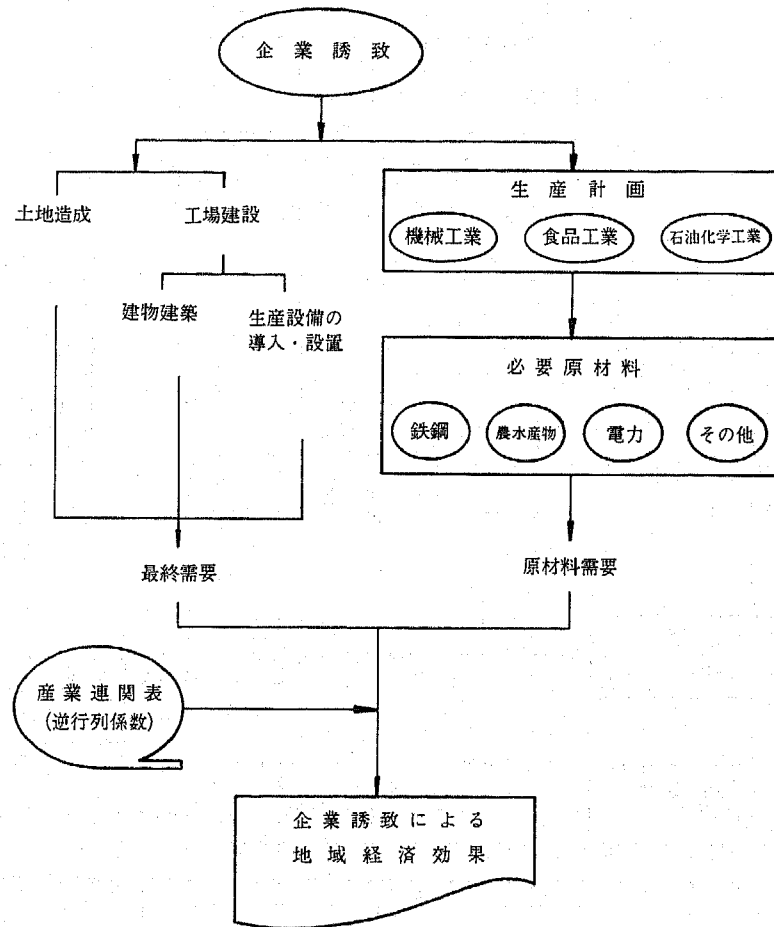 企業誘致
土地造成
工場建設
建物建築
生産設備の
導入・設置
生産計画
機械工業
食品工業
石油化学工業
必要原材料
鉄鋼
農水産物
電力
その他
最終需要
原材料需要
産業連関表
(逆行列係数)
企業誘致による
地域経済効果